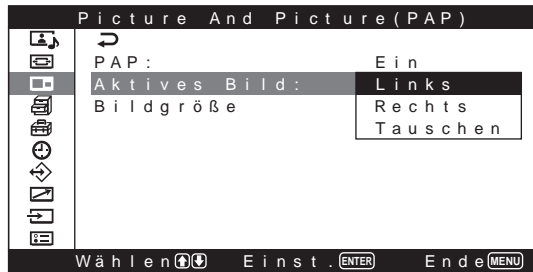 Picture And Picture(PAP)
PAP: Ein
Aktives Bild: Links
Bildgröße Rechts
Tauschen
Wählen Einst. ENTER Ende MENU